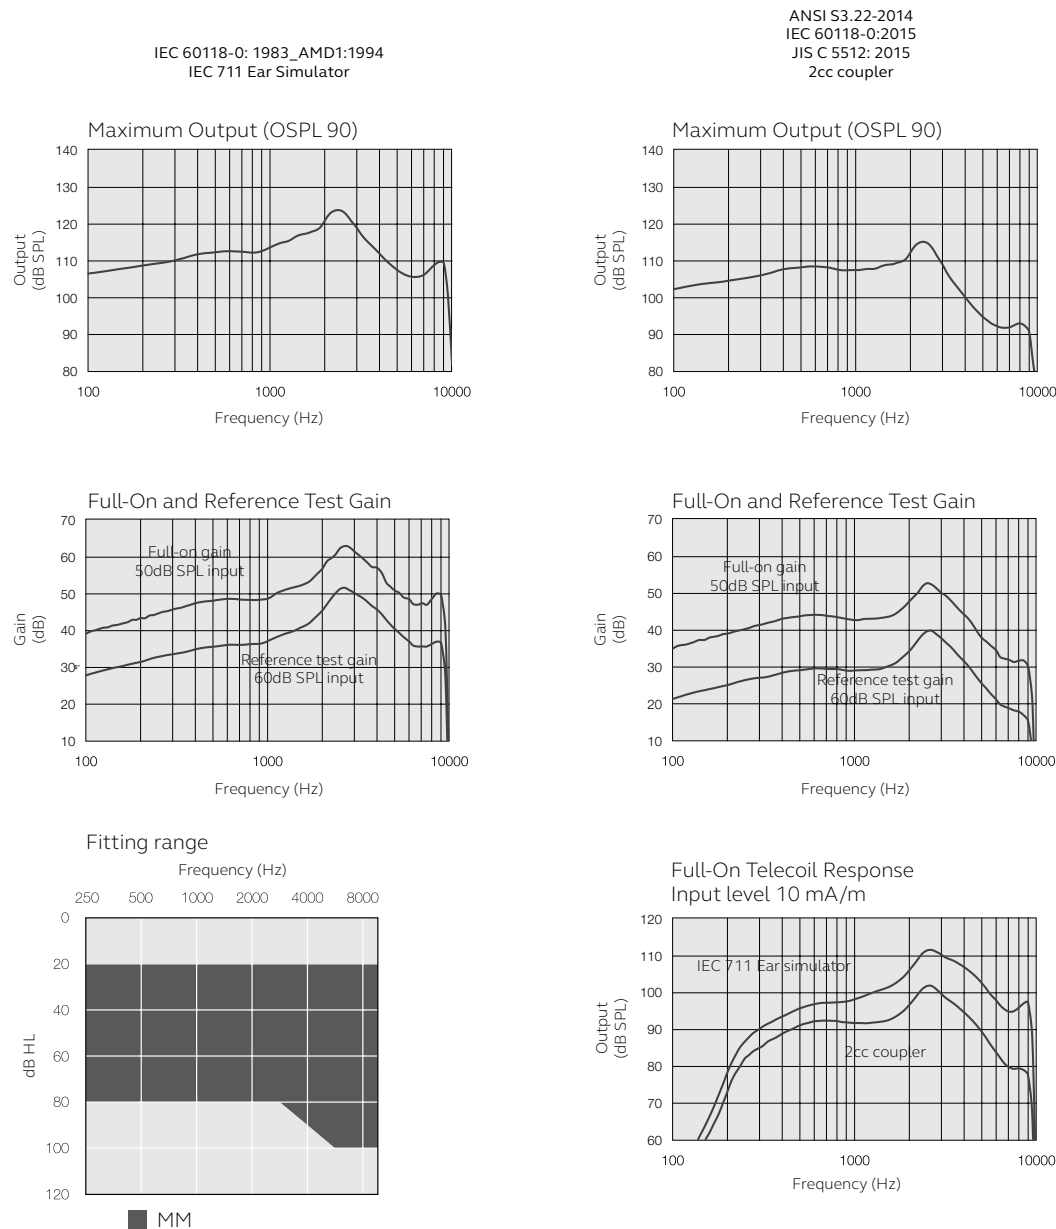 IEC 60118-0: 1983_AMD1:1994
IEC 711 Ear Simulator
ANSI S3.22-2014
IEC 60118-0:2015
JIS C 5512: 2015
2cc coupler
Maximum Output (OSPL 90)
140
130
120
110
100
90
80
Output
(dB SPL)
100
1000
10000
Frequency (Hz)
Maximum Output (OSPL 90)
140
130
120
110
100
90
80
Output
(dB SPL)
100
1000
10000
Frequency (Hz)
Full-On and Reference Test Gain
70
60
50
40
30
20
10
Gain
(dB)
Full-on gain
50dB SPL input
Reference test gain
60dB SPL input
100
1000
10000
Frequency (Hz)
Full-On and Reference Test Gain
70
60
50
40
30
20
10
Gain
(dB)
Full-on gain
50dB SPL input
Reference test gain
60dB SPL input
100
1000
10000
Frequency (Hz)
Fitting range
Frequency (Hz)
250 500 1000 2000 4000 8000
0
20
40
60
80
100
120
dB HL
MM
Full-On Telecoil Response
Input level 10 mA/m
120
110
100
90
80
70
60
Output
(dB SPL)
IEC 711 Ear simulator
2cc coupler
100
1000
10000
Frequency (Hz)